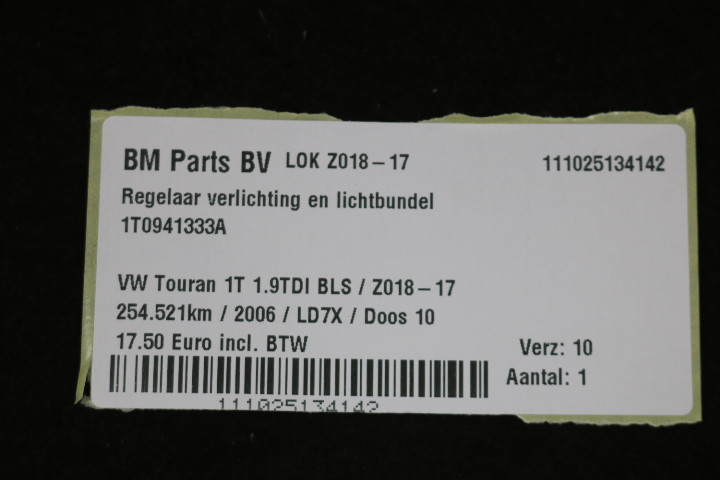 BM Parts BV LOK Z018-17 111025134142
Regelaar verlichting en lichtbundel
1T0941333A
VW Touran 1T 1.9TDI BLS / Z018-17
254.521km / 2006 / LD7X / Doos 10
17.50 Euro incl. BTW
Verz: 10
Aantal: 1
111025134142